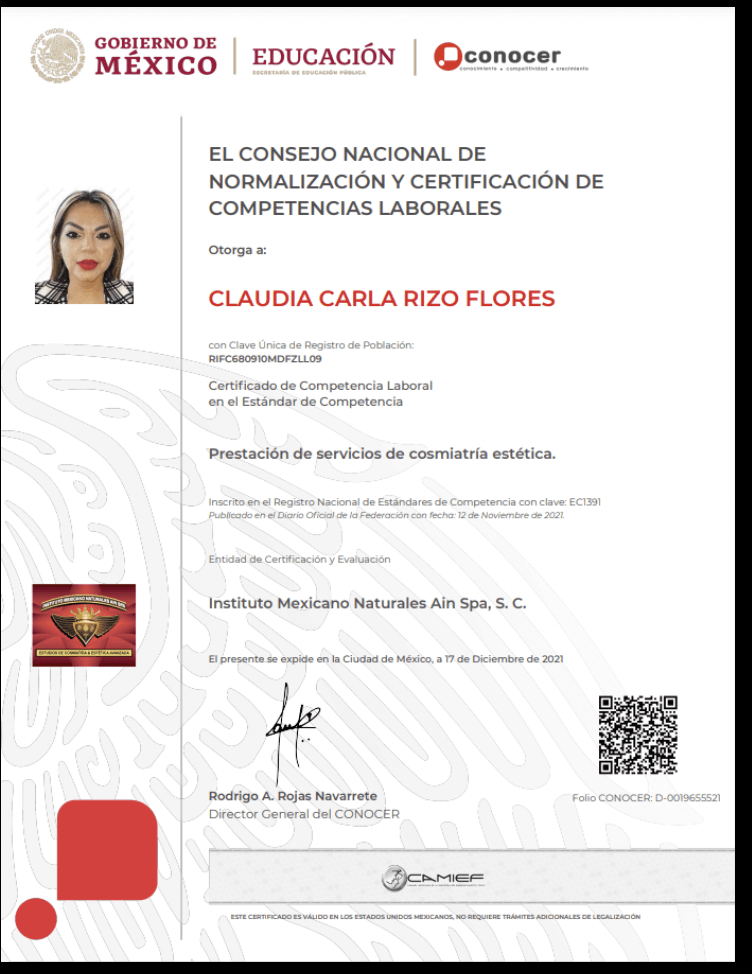 GOBIERNO DE
MÉXICO
EDUCACIÓN
SECRETARÍA DE EDUCACIÓN PÚBLICA
conocer
conocimiento • competitividad • crecimiento
EL CONSEJO NACIONAL DE
NORMALIZACIÓN Y CERTIFICACIÓN DE
COMPETENCIAS LABORALES
Otorga a:
CLAUDIA CARLA RIZO FLORES
con Clave Única de Registro de Población:
RIFC680910MDFZLL09
Certificado de Competencia Laboral
en el Estándar de Competencia
Prestación de servicios de cosmiatría estética.
Inscrito en el Registro Nacional de Estándares de Competencia con clave: EC1391
Publicado en el Diario Oficial de la Federación con fecha: 12 de Noviembre de 2021.
Entidad de Certificación y Evaluación
INSTITUTO MEXICANO NATURALES AIN SPA
ESTUDIOS DE COSMIATRIA & ESTÉTICA AVANZADA
Instituto Mexicano Naturales Ain Spa, S. C.
El presente se expide en la Ciudad de México, a 17 de Diciembre de 2021
Rodrigo A. Rojas Navarrete
Director General del CONOCER
Folio CONOCER: D-0019655521
CAMIEF
ESTE CERTIFICADO ES VÁLIDO EN LOS ESTADOS UNIDOS MEXICANOS, NO REQUIERE TRÁMITES ADICIONALES DE LEGALIZACIÓN